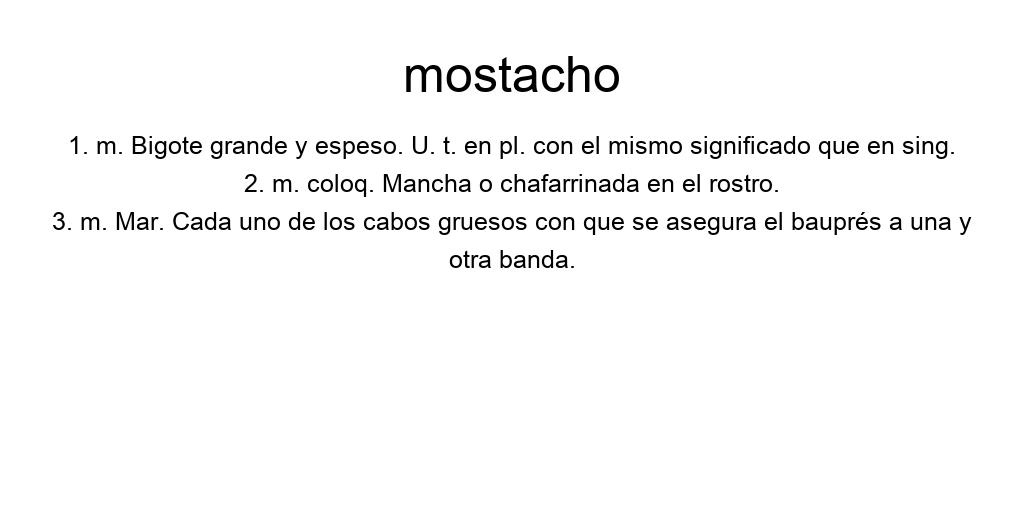 mostacho
1. m. Bigote grande y espeso. U. t. en pl. con el mismo significado que en sing.
2. m. coloq. Mancha o chafarrinada en el rostro.
3. m. Mar. Cada uno de los cabos gruesos con que se asegura el bauprés a una y
otra banda.